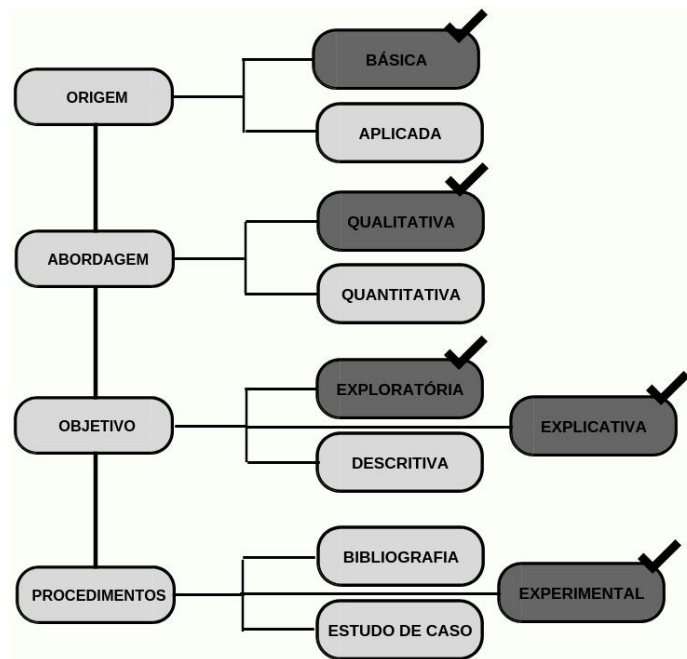 ORIGEM
BÁSICA
APLICADA
ABORDAGEM
QUALITATIVA
QUANTITATIVA
OBJETIVO
EXPLORATÓRIA
EXPLICATIVA
DESCRITIVA
PROCEDIMENTOS
BIBLIOGRAFIA
EXPERIMENTAL
ESTUDO DE CASO